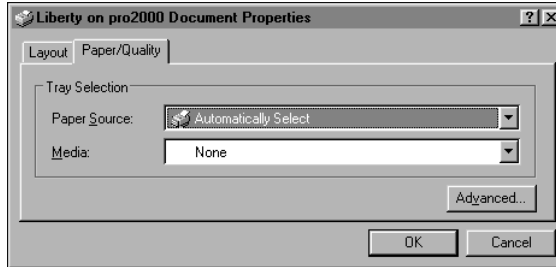 Liberty on pro2000 Document Properties
Layout Paper/Quality
Tray Selection
Paper Source: Automatically Select
Media: None
Advanced...
OK Cancel